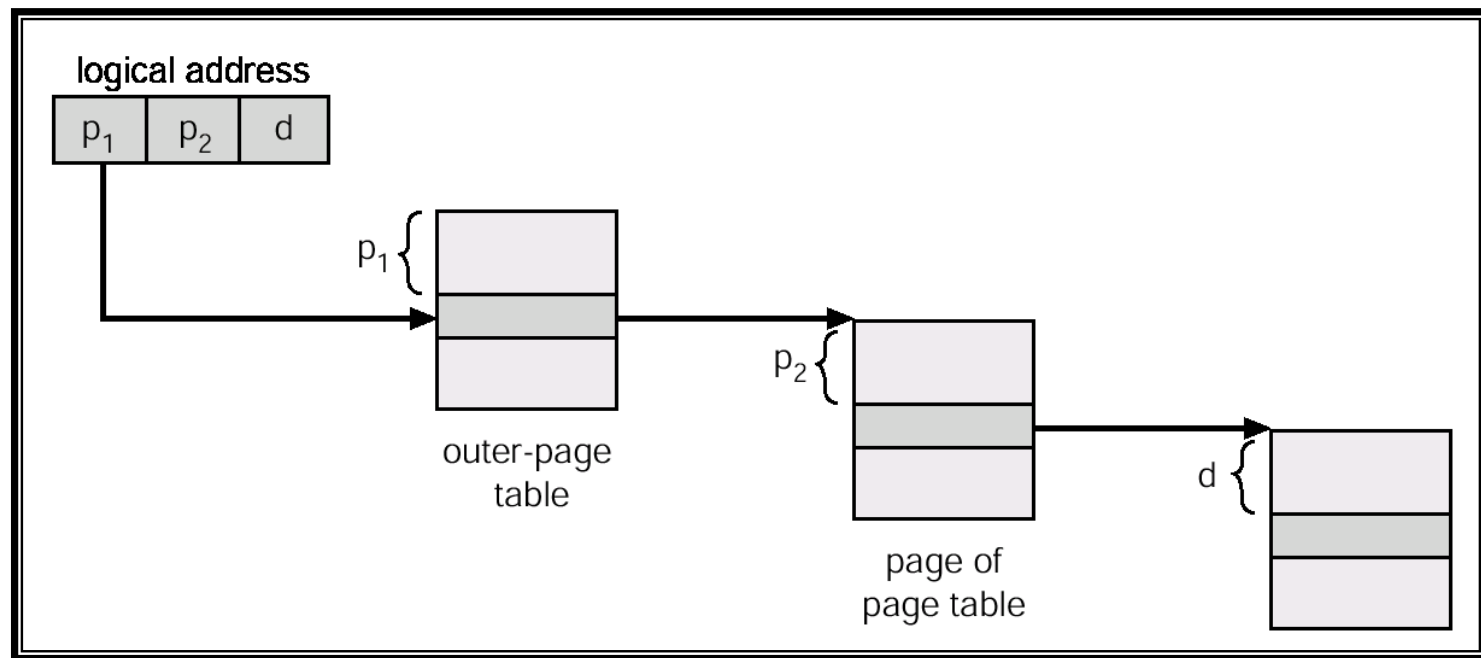 logical address
p₁ p₂ d
p₁
outer-page
table
p₂
page of
page table
d